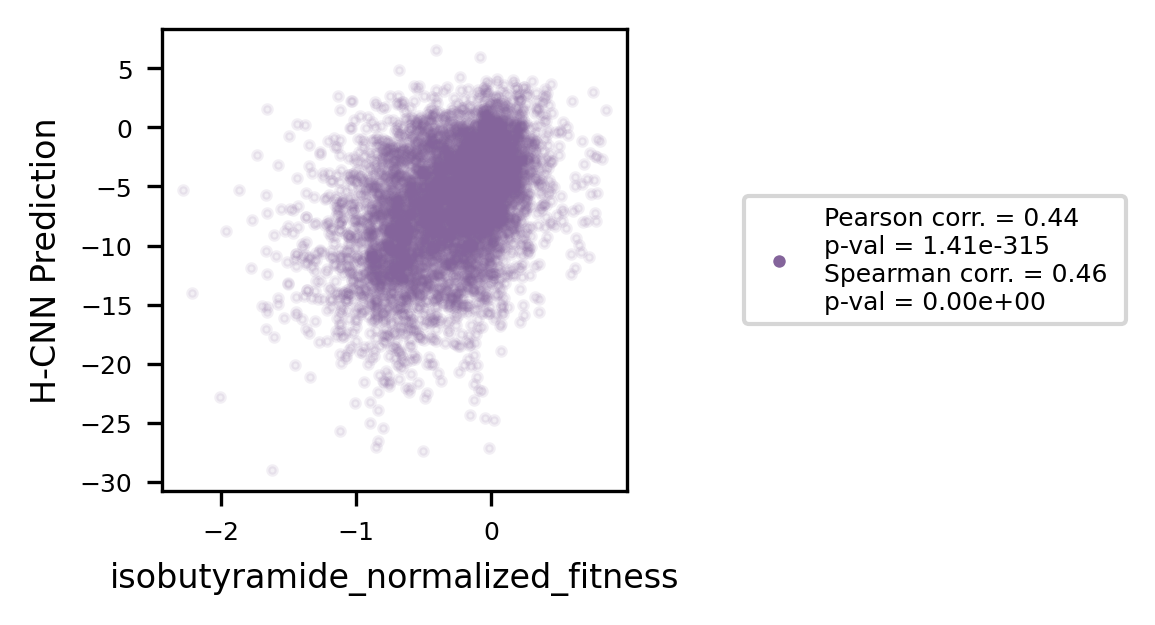 H-CNN Prediction
5
0
−5
−10
−15
−20
−25
−30
−2
−1
0
isobutyramide_normalized_fitness
Pearson corr. = 0.44
p-val = 1.41e-315
Spearman corr. = 0.46
p-val = 0.00e+00